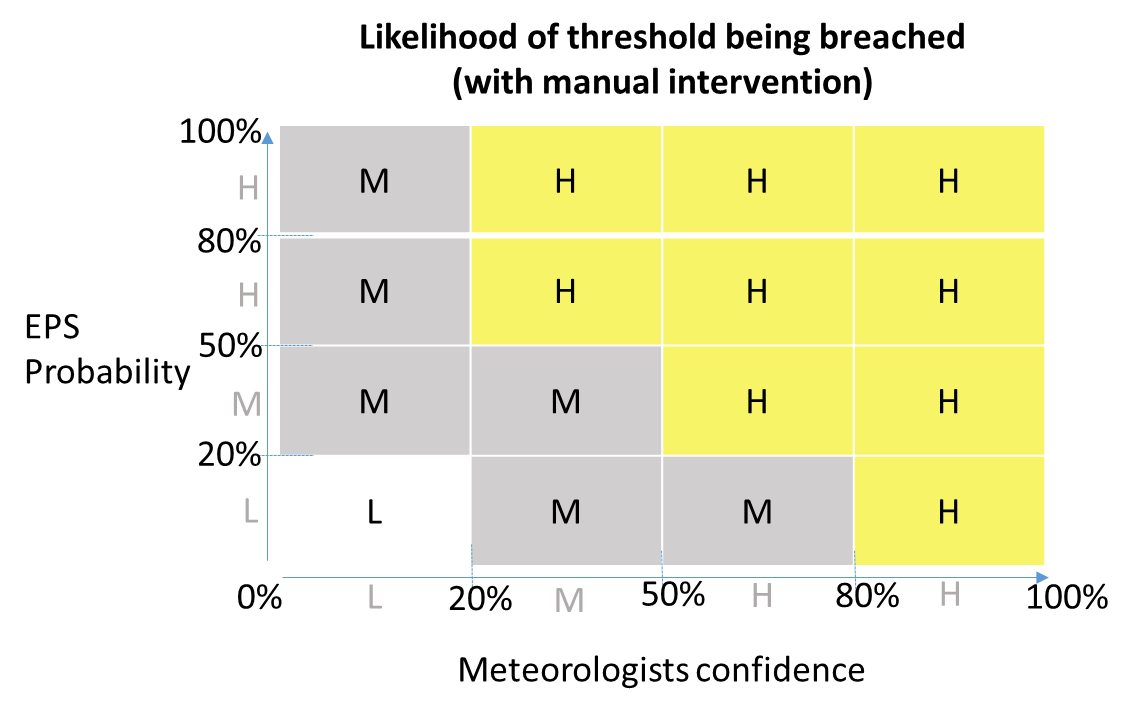 Likelihood of threshold being breached
(with manual intervention)
100%
H M H H H
80%
H M H H H
EPS
Probability
50%
M M M H H
20%
L L M M H
0% L 20% M 50% H 80% H 100%
Meteorologists confidence